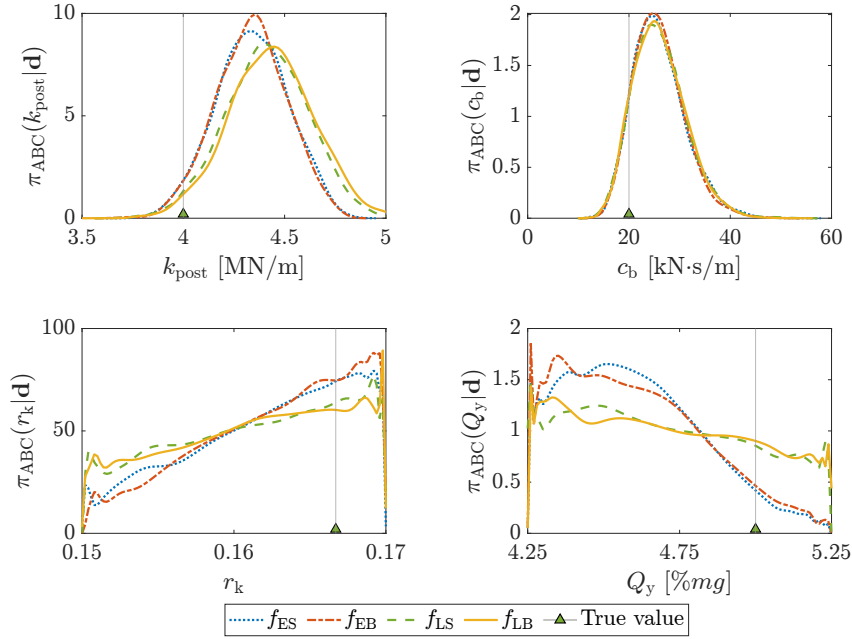 10
5
0
3.5 4 4.5 5
k_post [MN/m]
π_ABC(k_post|d)
2
1.5
1
0.5
0
0 20 40 60
c_b [kN·s/m]
π_ABC(c_b|d)
100
50
0
0.15 0.16 0.17
r_k
π_ABC(r_k|d)
2
1.5
1
0.5
0
4.25 4.75 5.25
Q_y [%mg]
π_ABC(Q_y|d)
f_ES f_EB f_LS f_LB True value